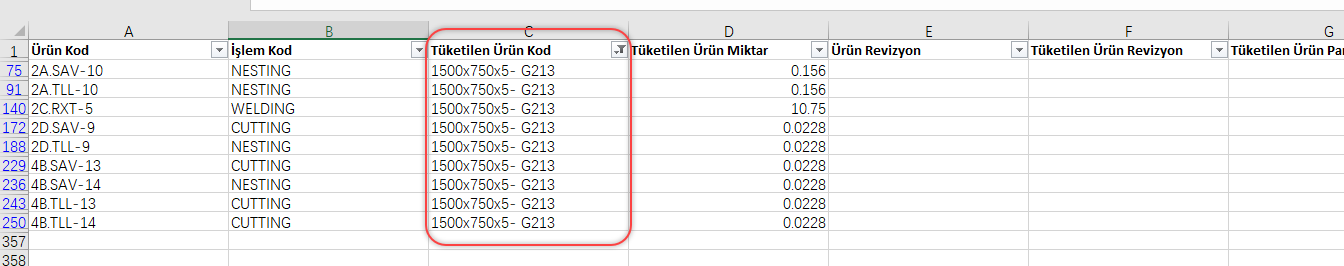 A B C D E F G
1 Ürün Kod İşlem Kod Tüketilen Ürün Kod Tüketilen Ürün Miktar Ürün Revizyon Tüketilen Ürün Revizyon Tüketilen Ürün
75 2A.SAV-10 NESTING 1500x750x5- G213 0.156
91 2A.TLL-10 NESTING 1500x750x5- G213 0.156
140 2C.RXT-5 WELDING 1500x750x5- G213 10.75
172 2D.SAV-9 CUTTING 1500x750x5- G213 0.0228
188 2D.TLL-9 NESTING 1500x750x5- G213 0.0228
229 4B.SAV-13 CUTTING 1500x750x5- G213 0.0228
236 4B.SAV-14 NESTING 1500x750x5- G213 0.0228
243 4B.TLL-13 CUTTING 1500x750x5- G213 0.0228
250 4B.TLL-14 CUTTING 1500x750x5- G213 0.0228
357
358